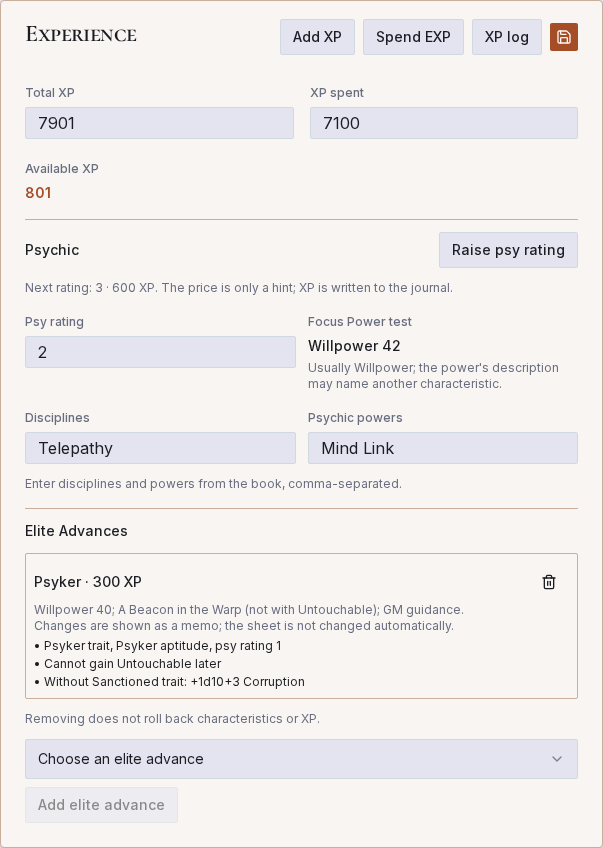 Experience
Add XP
Spend EXP
XP log
Total XP
XP spent
7901
7100
Available XP
801
Psychic
Raise psy rating
Next rating: 3 · 600 XP. The price is only a hint; XP is written to the journal.
Psy rating
Focus Power test
2
Willpower 42
Usually Willpower; the power's description
may name another characteristic.
Disciplines
Psychic powers
Telepathy
Mind Link
Enter disciplines and powers from the book, comma-separated.
Elite Advances
Psyker · 300 XP
Willpower 40; A Beacon in the Warp (not with Untouchable); GM guidance.
Changes are shown as a memo; the sheet is not changed automatically.
• Psyker trait, Psyker aptitude, psy rating 1
• Cannot gain Untouchable later
• Without Sanctioned trait: +1d10+3 Corruption
Removing does not roll back characteristics or XP.
Choose an elite advance
Add elite advance